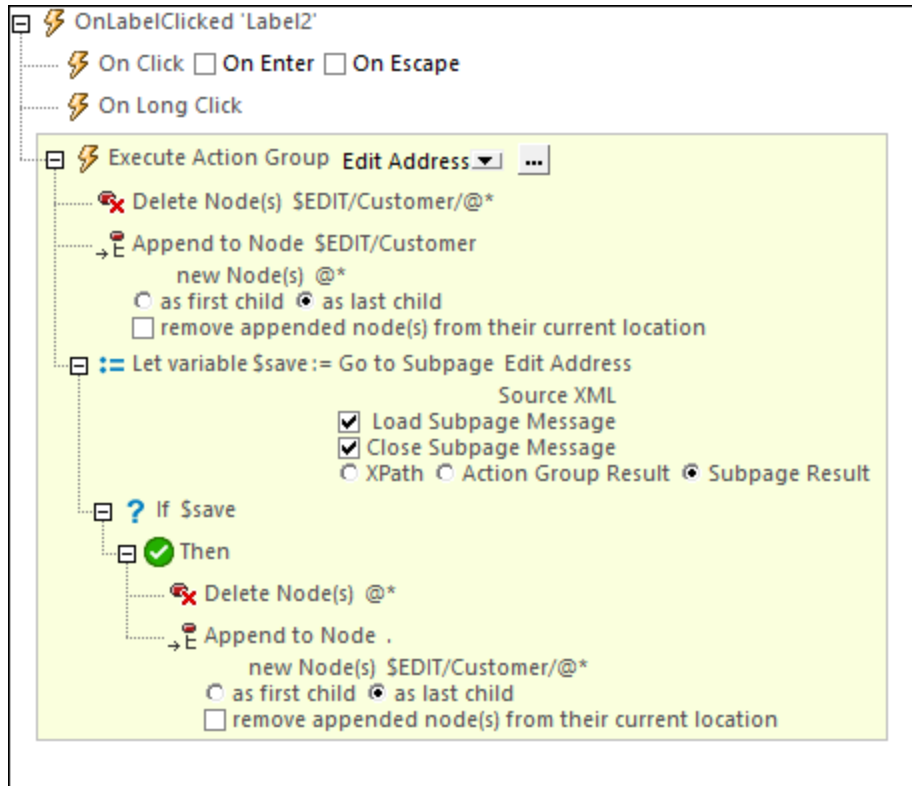 OnLabelClicked 'Label2'
On Click On Enter On Escape
On Long Click
Execute Action Group Edit Address ...
Delete Node(s) $EDIT/Customer/@*
Append to Node $EDIT/Customer
new Node(s) @*
as first child as last child
remove appended node(s) from their current location
:= Let variable $save := Go to Subpage Edit Address
Source XML
Load Subpage Message
Close Subpage Message
XPath Action Group Result Subpage Result
? If $save
Then
Delete Node(s) @*
Append to Node .
new Node(s) $EDIT/Customer/@*
as first child as last child
remove appended node(s) from their current location